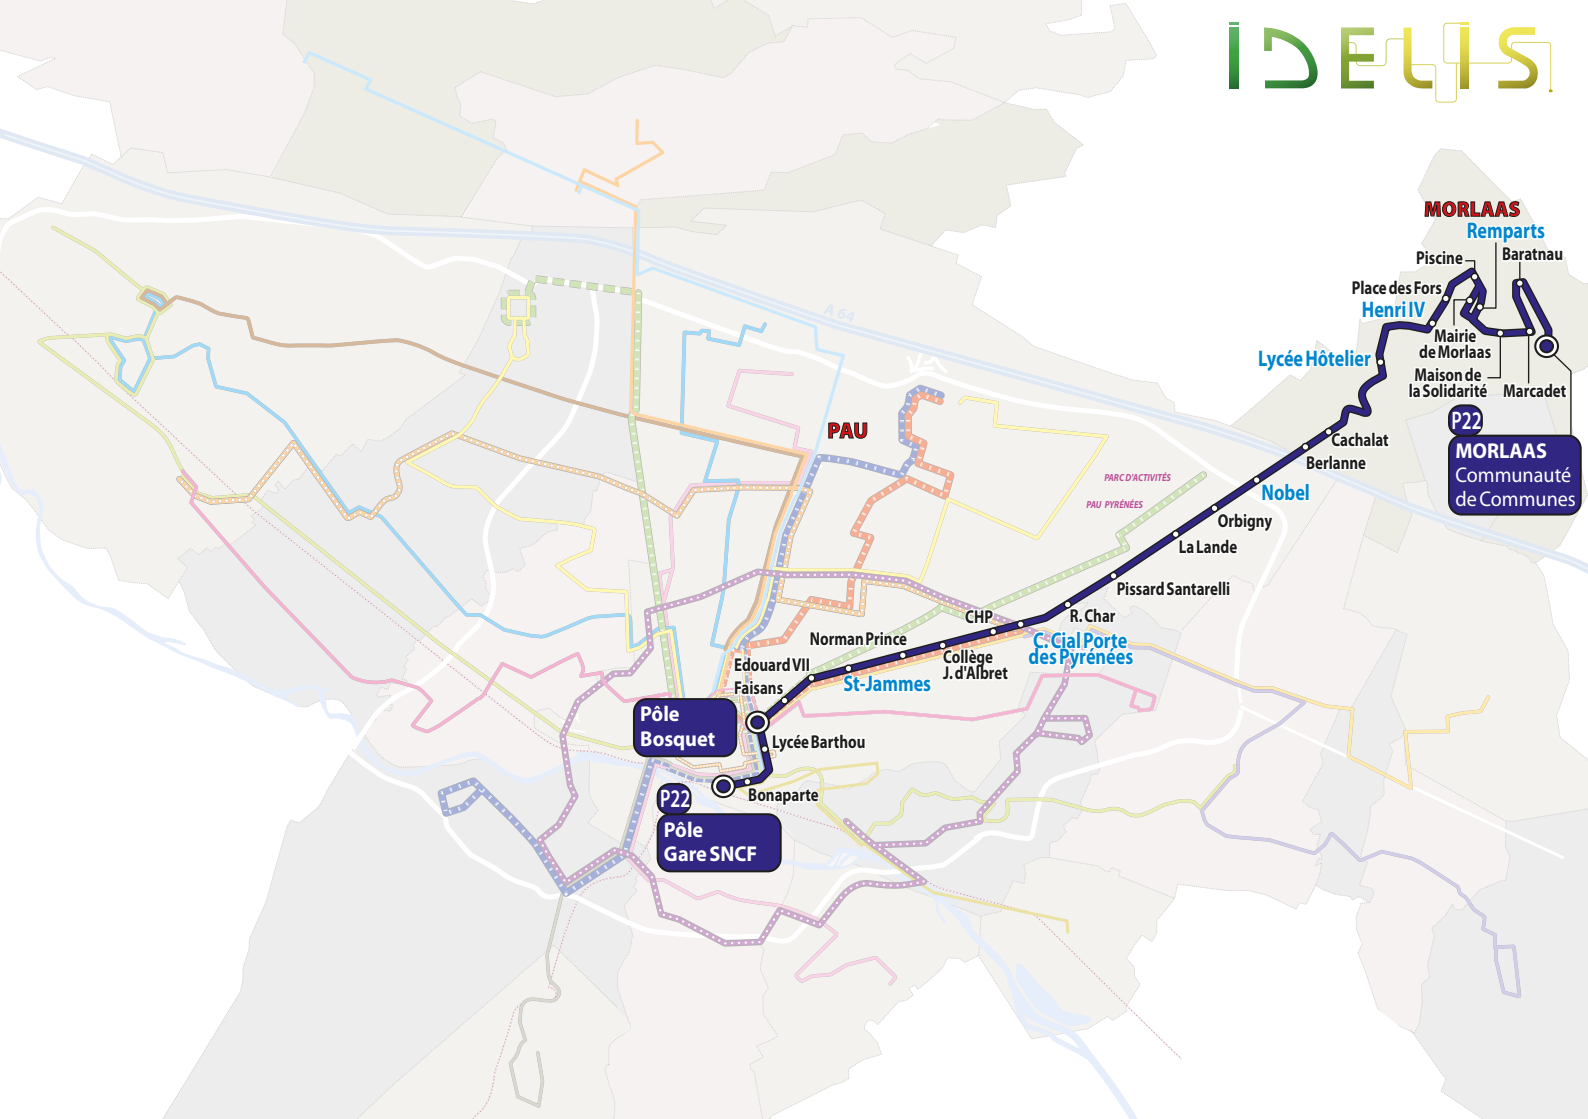 IDELIS
MORLAAS
Remparts
Piscine
Baratnau
Place des Fors
Henri IV
A 64
Mairie
de Morlaas
Lycée Hôtelier
Maison de
la Solidarité
Marcadet
P22
MORLAAS
Communauté
de Communes
PAU
Cachalat
Berlanne
PARC D'ACTIVITÉS
PAU PYRÉNÉES
Nobel
Orbigny
La Lande
Pissard Santarelli
R. Char
CHP
C. Cial Porte
des Pyrénées
Norman Prince
Collège
J. d'Albret
Edouard VII
St-Jammes
Faisans
Pôle
Bosquet
Lycée Barthou
Bonaparte
P22
Pôle
Gare SNCF